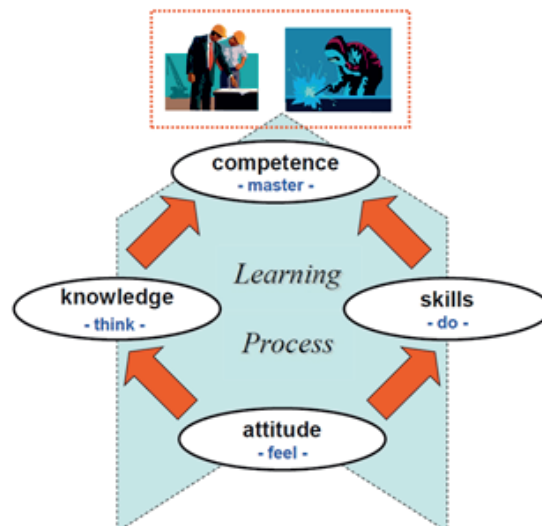 competence
- master -
Learning
knowledge
- think -
skills
- do -
Process
attitude
- feel -